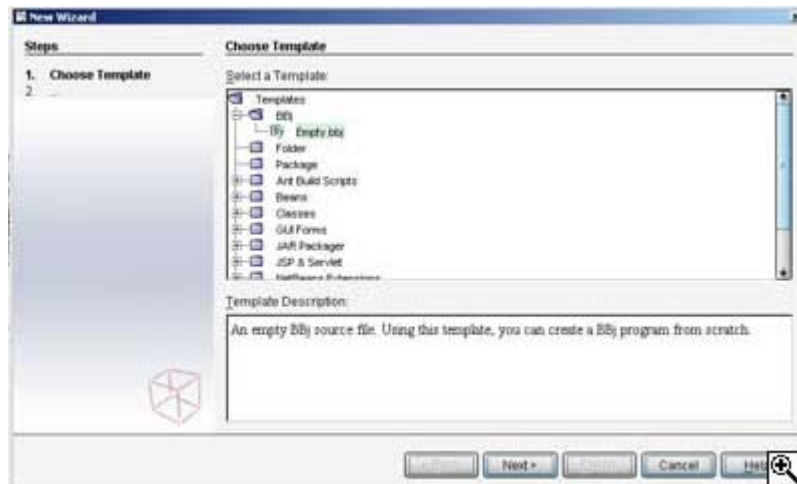 New Wizard
Steps
1. Choose Template
2. ...
Choose Template
Select a Template:
Templates
BBj
BBj Empty bbj
Folder
Package
Ant Build Scripts
Beans
Classes
GUI Forms
JAR Packager
JSP & Servlet
NetBeans Extensions
Template Description:
An empty BBj source file. Using this template, you can create a BBj program from scratch.
Next >
Cancel